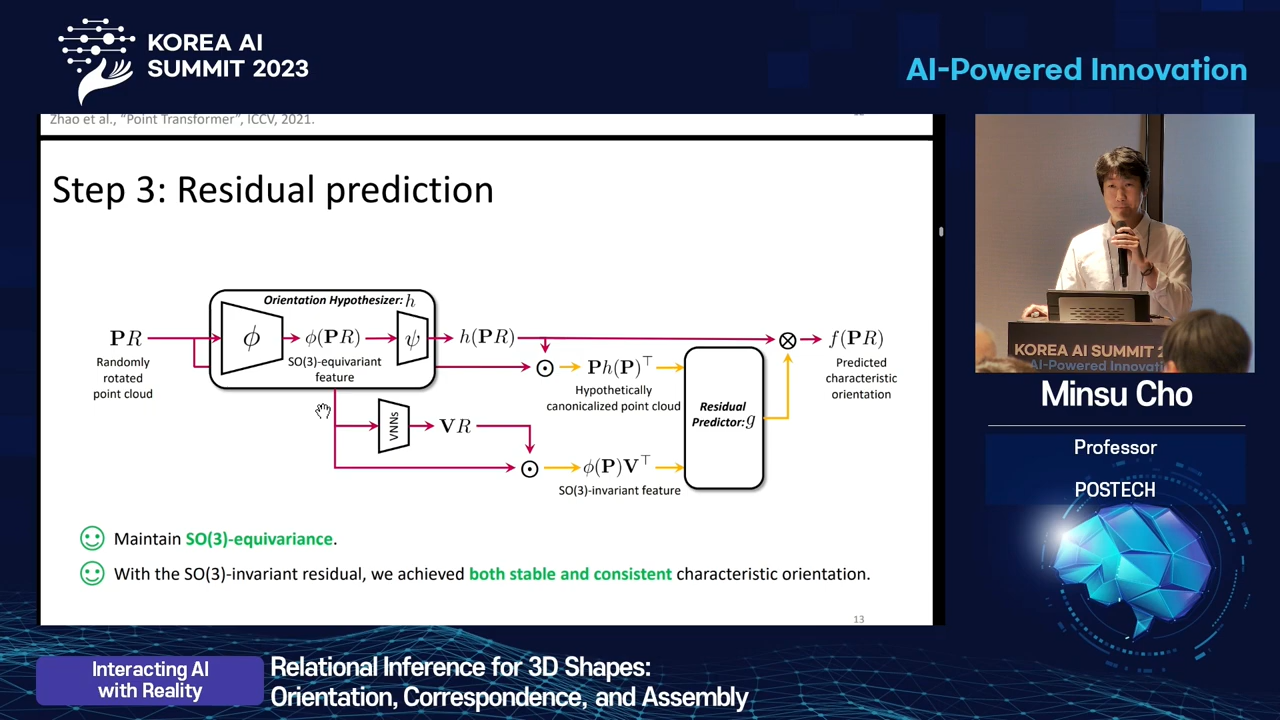 KOREA AI
SUMMIT 2023
AI-Powered Innovation
Zhao et al., “Point Transformer”, ICCV, 2021.
Step 3: Residual prediction
Orientation Hypothesizer: h
PR
ϕ
ϕ(PR)
ψ
h(PR)
f(PR)
Randomly
rotated
point cloud
SO(3)-equivariant
feature
Ph(P)⊤
Hypothetically
canonicalized point cloud
Predicted
characteristic
orientation
Residual
Predictor: g
VNNs
VR
ϕ(P)V⊤
SO(3)-invariant feature
Maintain SO(3)-equivariance.
With the SO(3)-invariant residual, we achieved both stable and consistent characteristic orientation.
13
KOREA AI SUMMIT 2
AI-Powered Innovatio
Minsu Cho
Professor
POSTECH
Interacting AI
with Reality
Relational Inference for 3D Shapes:
Orientation, Correspondence, and Assembly